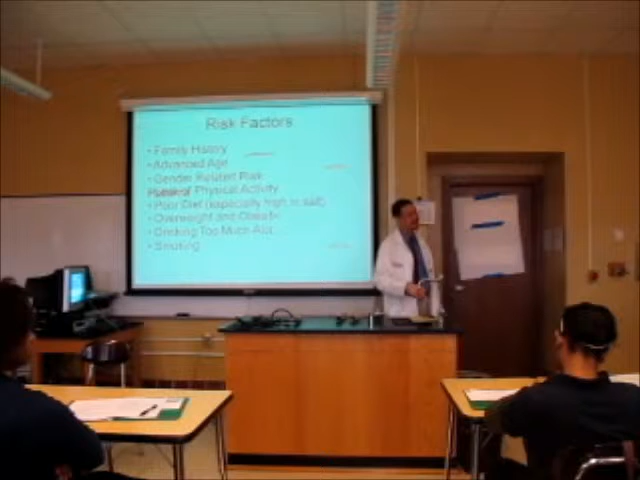 Risk Factors
• Family History
• Advanced Age
• Gender Related Risk
Physical Activity
• Poor Diet (especially high in salt)
• Overweight and Obesity
• Drinking Too Much
• Smoking